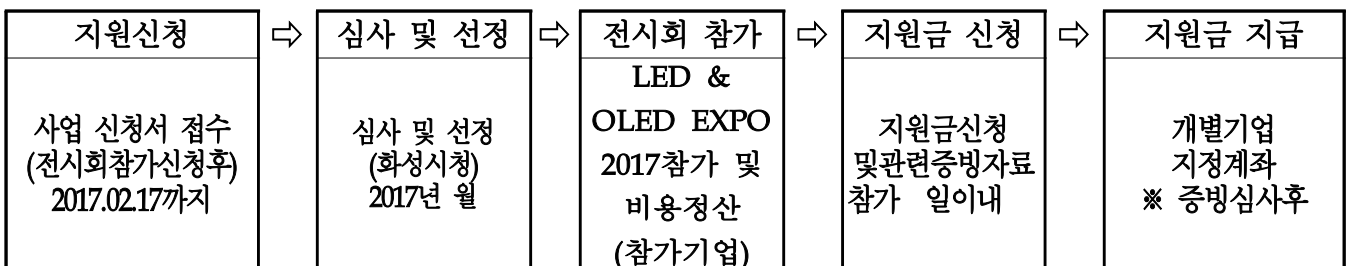 지원신청 ⇨ 심사 및 선정 ⇨ 전시회 참가 ⇨ 지원금 신청 ⇨ 지원금 지급
사업 신청서 접수
(전시회참가신청후)
2017.02.17까지
심사 및 선정
(화성시청)
2017년 월
LED &
OLED EXPO
2017참가 및
비용정산
(참가기업)
지원금신청
및관련증빙자료
참가 일이내
개별기업
지정계좌
※ 증빙심사후